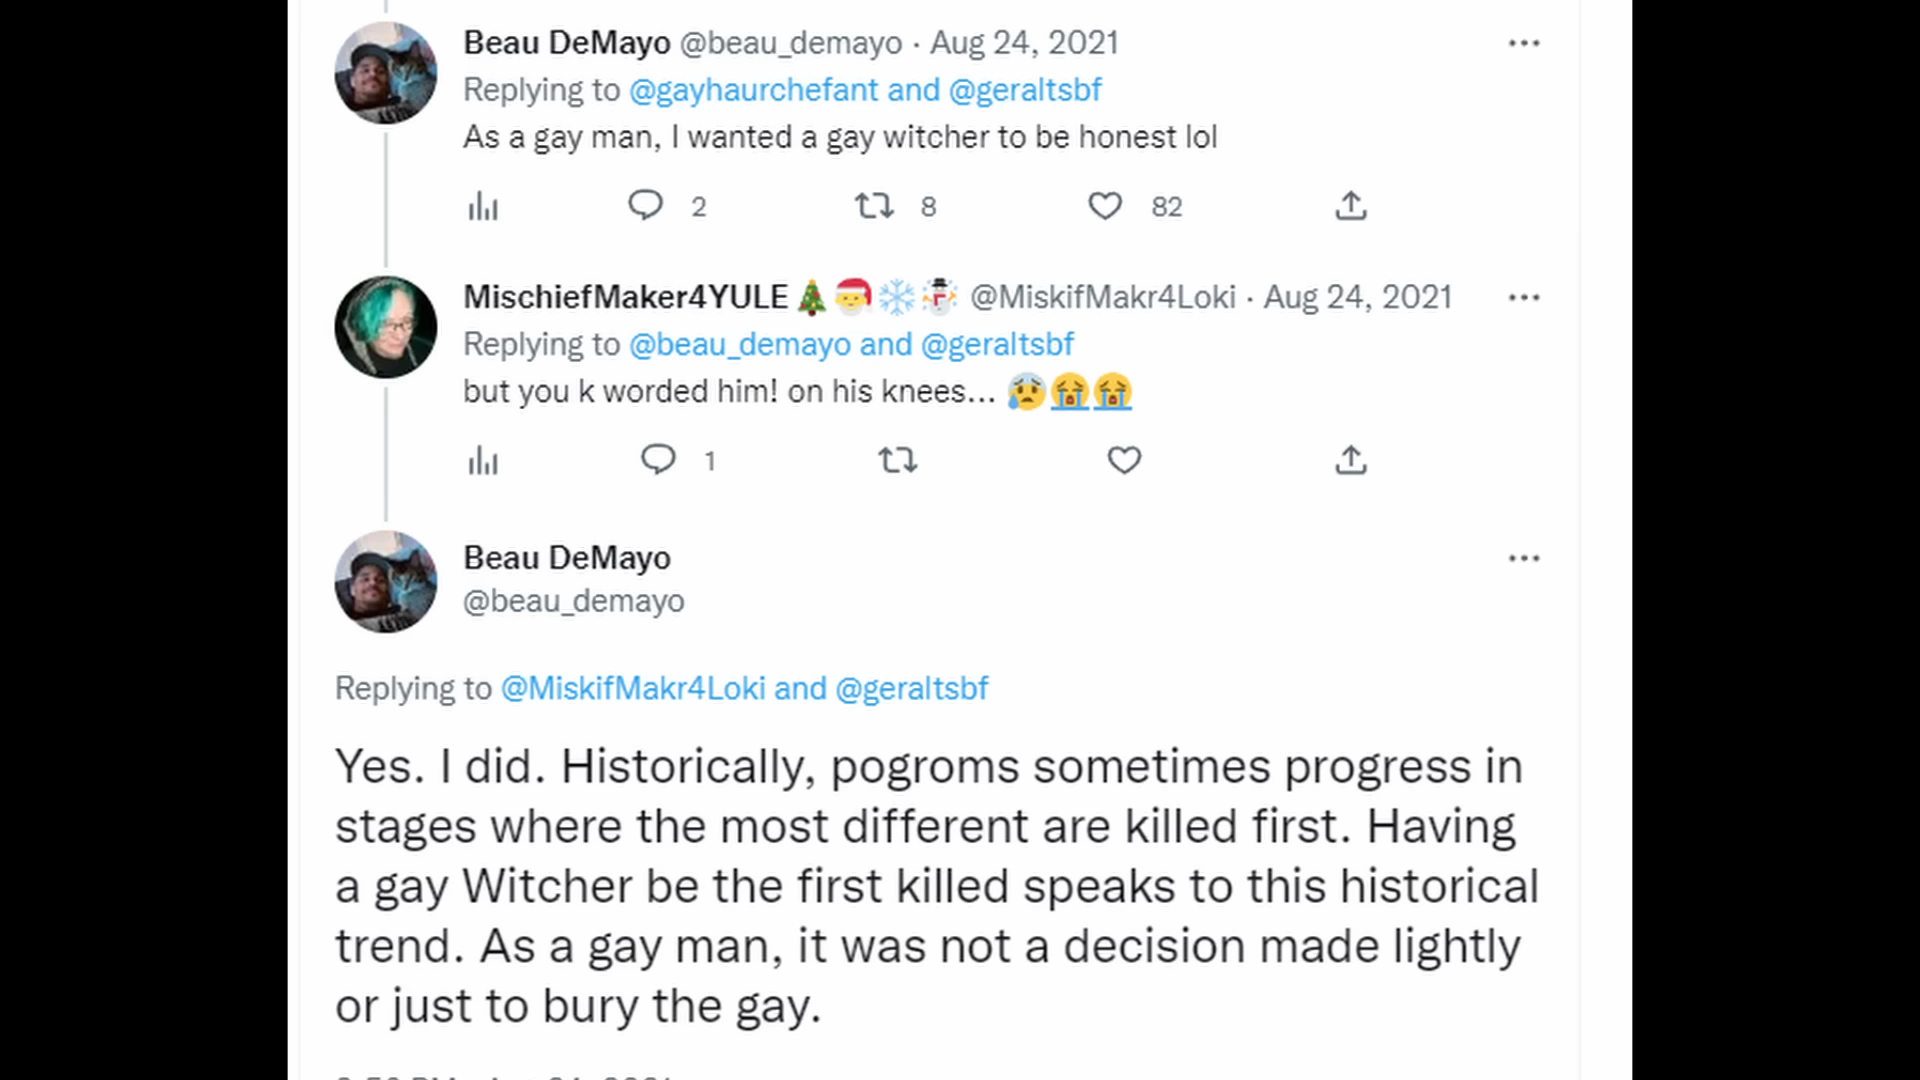 Beau DeMayo @beau_demayo · Aug 24, 2021
Replying to @gayhaurchefant and @geraltsbf
As a gay man, I wanted a gay witcher to be honest lol
2 8 82
MischiefMaker4YULE🎄🎅❄️☃️ @MiskifMakr4Loki · Aug 24, 2021
Replying to @beau_demayo and @geraltsbf
but you k worded him! on his knees... 😰😭😭
1
Beau DeMayo
@beau_demayo
Replying to @MiskifMakr4Loki and @geraltsbf
Yes. I did. Historically, pogroms sometimes progress in
stages where the most different are killed first. Having
a gay Witcher be the first killed speaks to this historical
trend. As a gay man, it was not a decision made lightly
or just to bury the gay.